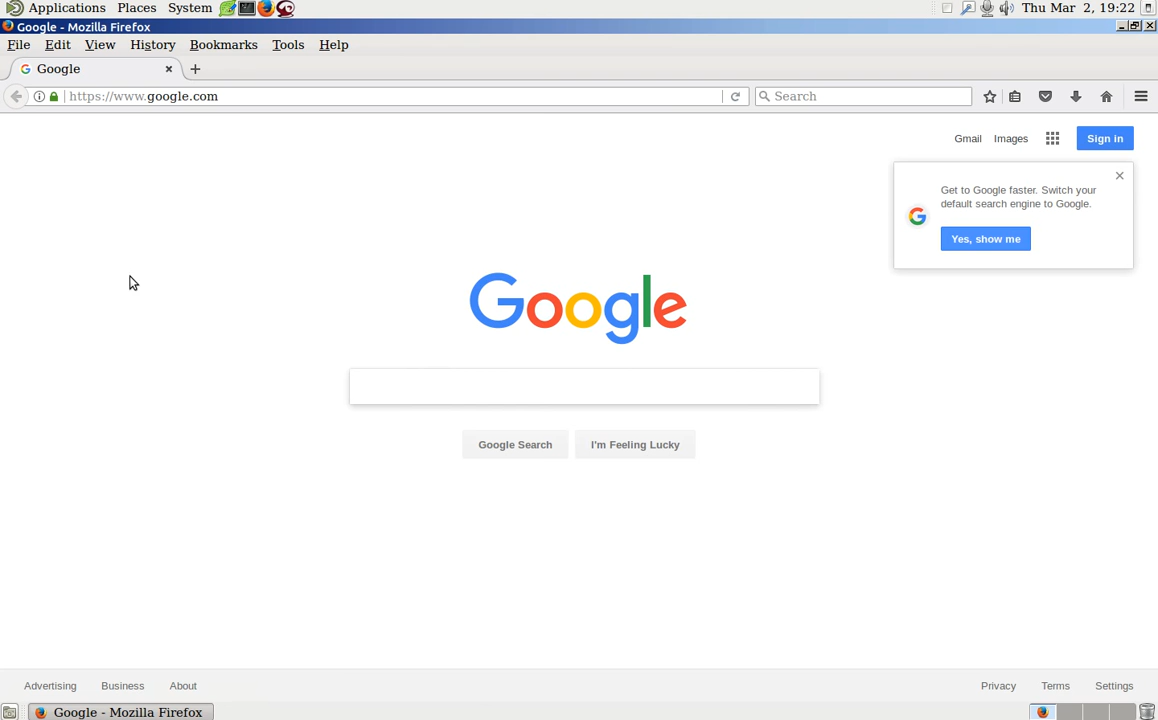 Applications Places System Thu Mar 2, 19:22
Google - Mozilla Firefox
File Edit View History Bookmarks Tools Help
Google
https://www.google.com Search
Gmail Images Sign in
Get to Google faster. Switch your
default search engine to Google.
Yes, show me
Google
Google Search I'm Feeling Lucky
Advertising Business About Privacy Terms Settings
Google - Mozilla Firefox